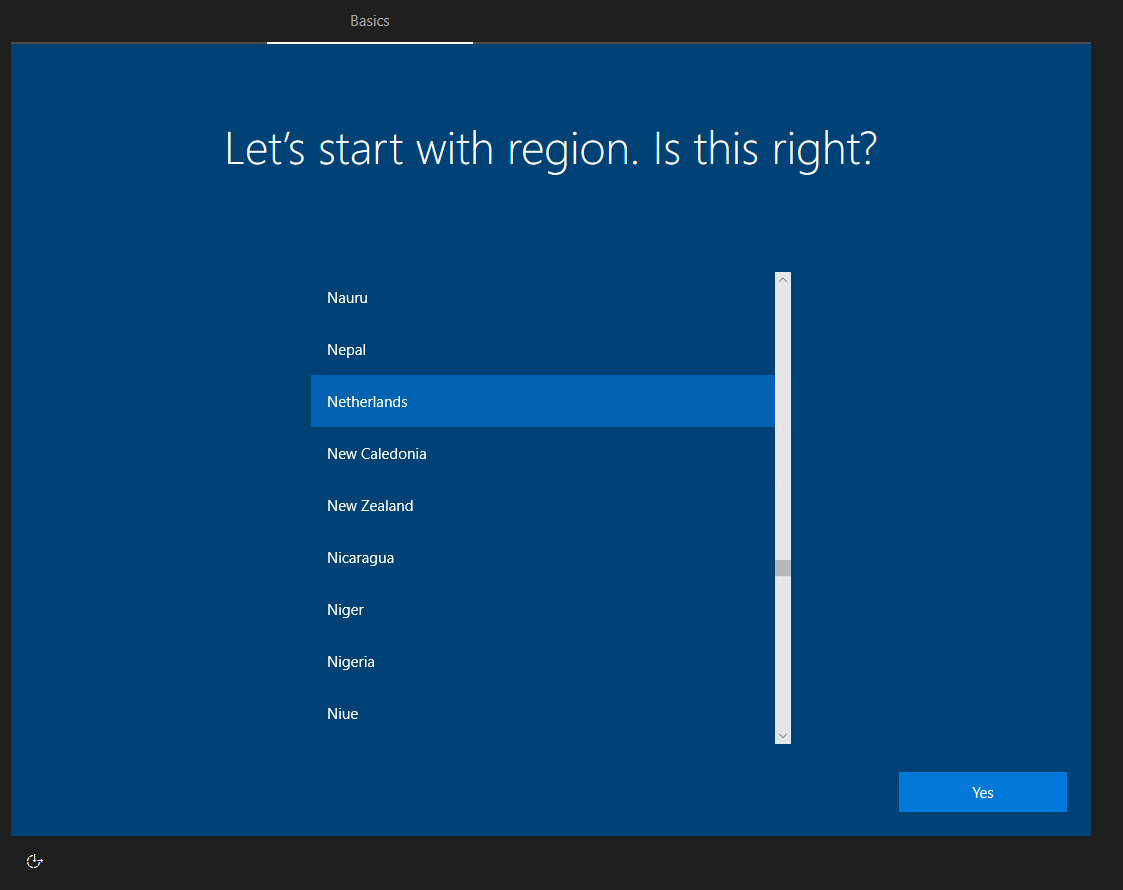 Basics
Let’s start with region. Is this right?
Nauru
Nepal
Netherlands
New Caledonia
New Zealand
Nicaragua
Niger
Nigeria
Niue
Yes